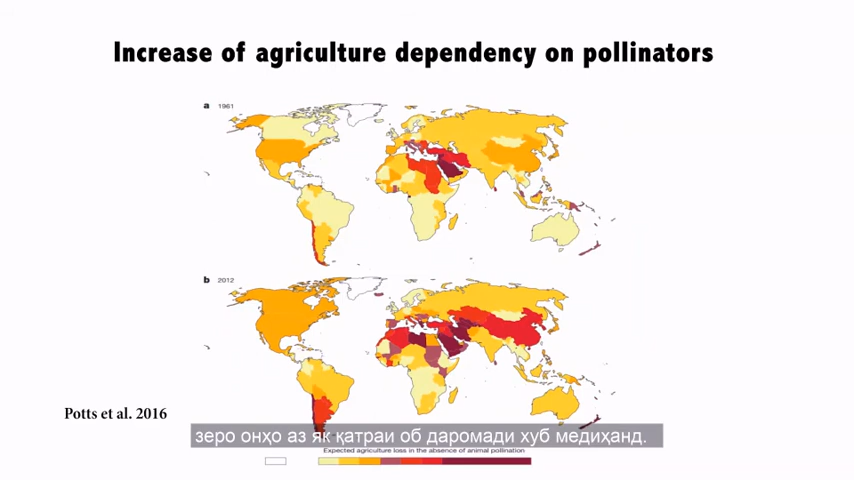 Increase of agriculture dependency on pollinators
a 1961
b 2012
Potts et al. 2016
зеро онҳо аз як қатраи об даромади хуб медиҳанд.
Expected agriculture loss in the absence of animal pollination